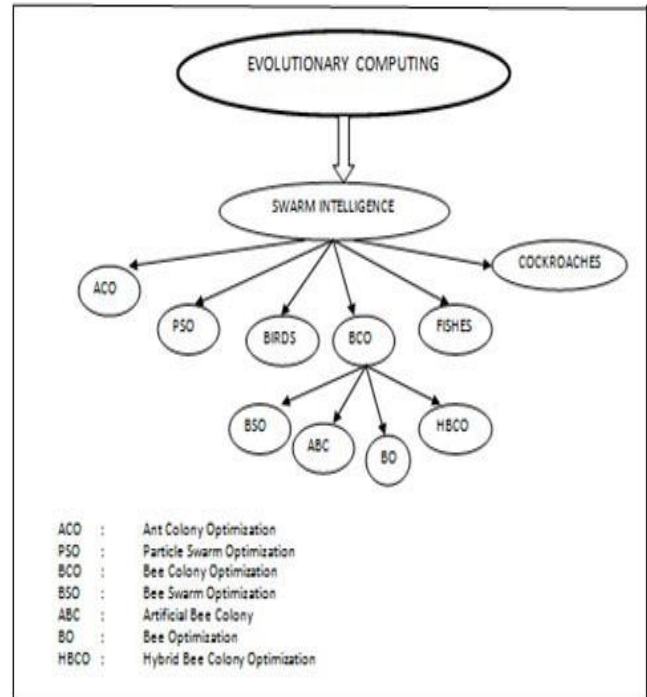 EVOLUTIONARY COMPUTING
SWARM INTELLIGENCE
COCKROACHES
ACO
PSO
BIRDS
BCO
FISHES
BSO
ABC
BO
HBCO
ACO : Ant Colony Optimization
PSO : Particle Swarm Optimization
BCO : Bee Colony Optimization
BSO : Bee Swarm Optimization
ABC : Artificial Bee Colony
BO : Bee Optimization
HBCO : Hybrid Bee Colony Optimization